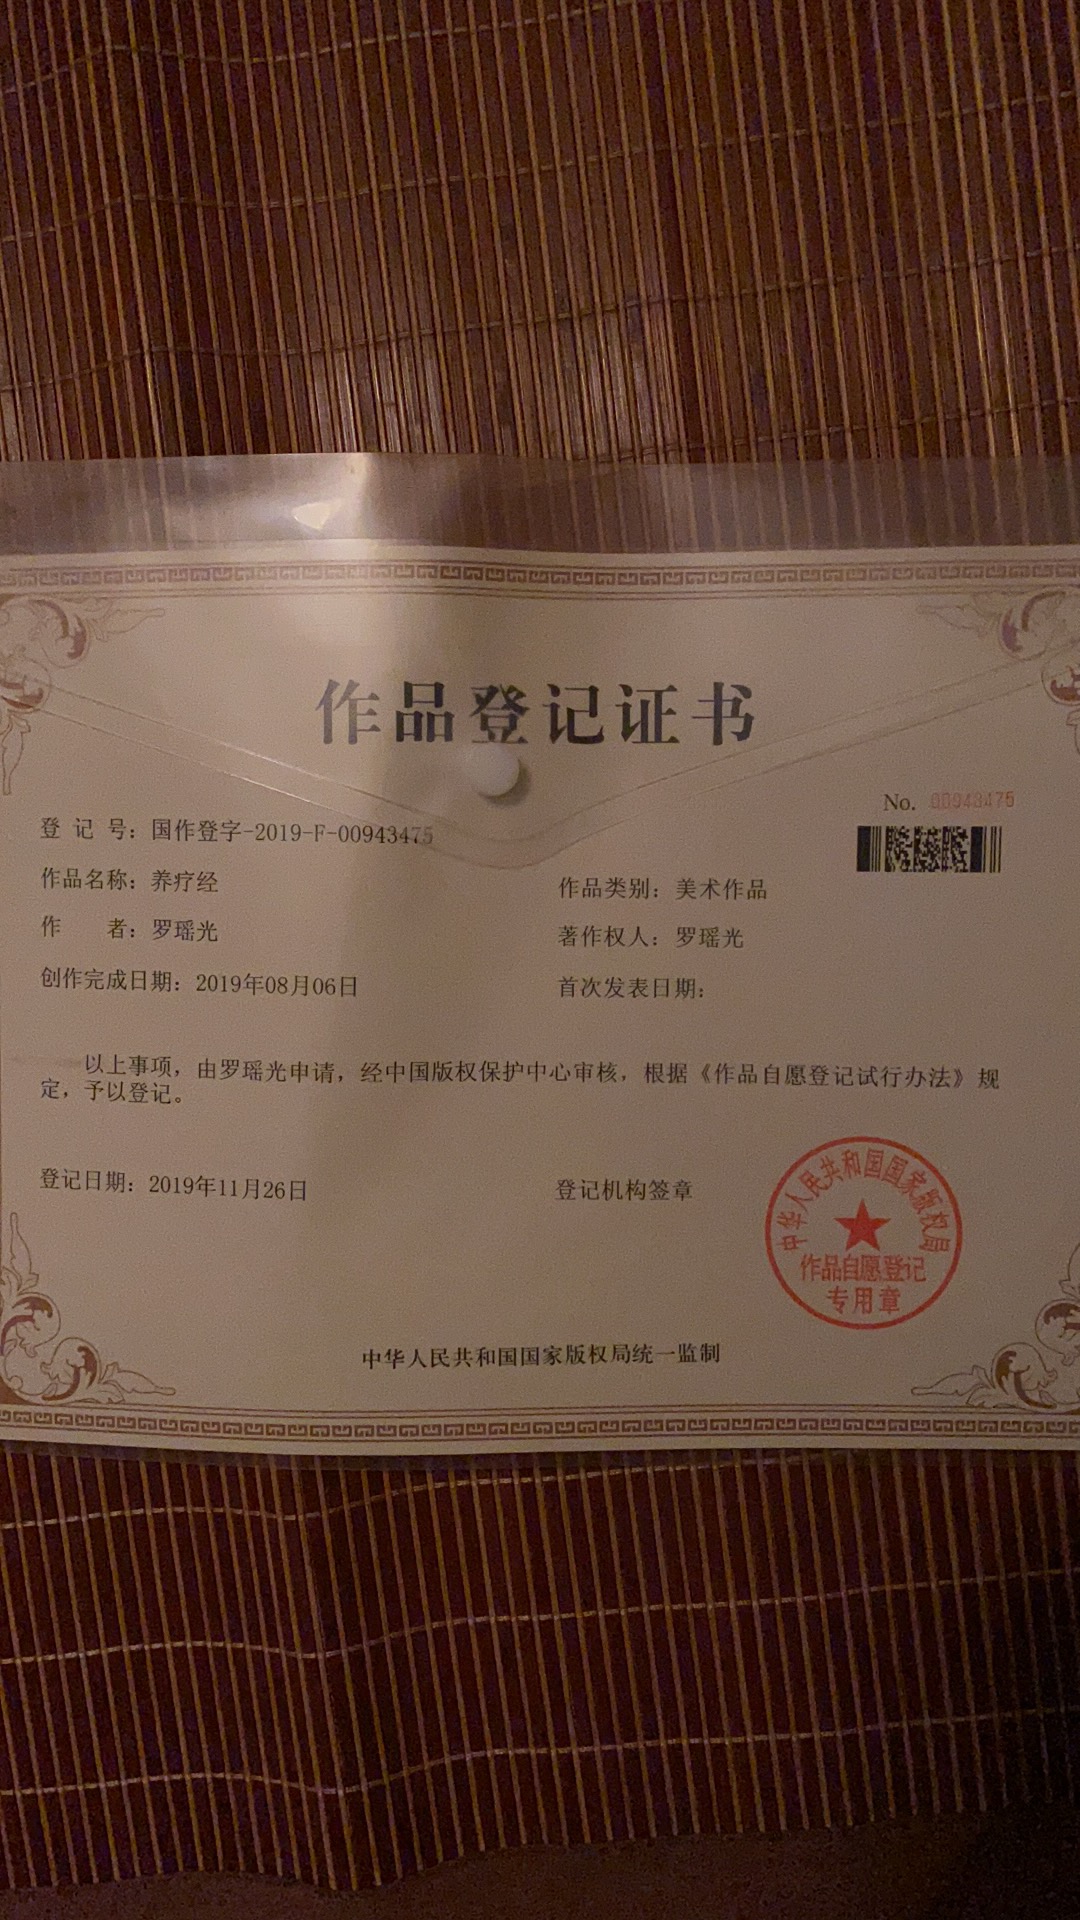 作品登记证书
No. 00943475
登 记 号：国作登字-2019-F-00943475
作品名称：养疗经
作品类别：美术作品
作　　者：罗瑶光
著作权人：罗瑶光
创作完成日期：2019年08月06日
首次发表日期：
以上事项，由罗瑶光申请，经中国版权保护中心审核，根据《作品自愿登记试行办法》规
定，予以登记。
登记日期：2019年11月26日
登记机构签章
中华人民共和国国家版权局
作品自愿登记
专用章
中华人民共和国国家版权局统一监制